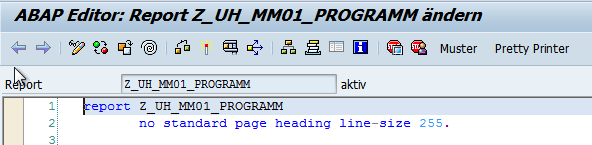 ABAP Editor: Report Z_UH_MM01_PROGRAMM ändern
Muster Pretty Printer
Report Z_UH_MM01_PROGRAMM aktiv
1 report Z_UH_MM01_PROGRAMM
2 no standard page heading line-size 255.
3